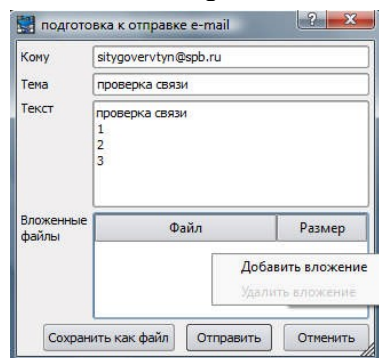 подготовка к отправке e-mail
Кому sitygovervtyn@spb.ru
Тема проверка связи
Текст проверка связи
1
2
3
Вложенные файлы
Файл Размер
Добавить вложение
Удалить вложение
Сохранить как файл Отправить Отменить